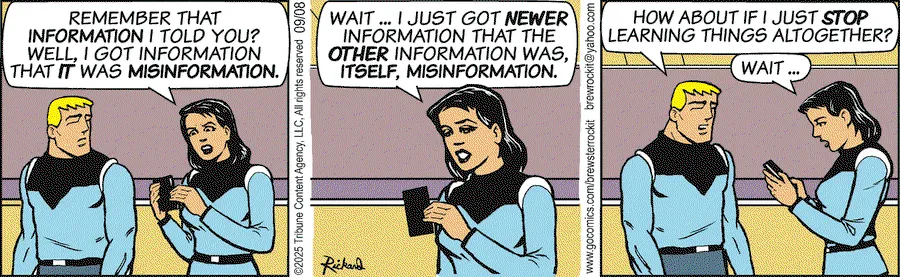 REMEMBER THAT
INFORMATION I TOLD YOU?
WELL, I GOT INFORMATION
THAT IT WAS MISINFORMATION.
©2025 Tribune Content Agency, LLC, All rights reserved 09/08
WAIT ... I JUST GOT NEWER
INFORMATION THAT THE
OTHER INFORMATION WAS,
ITSELF, MISINFORMATION.
Rickard
www.gocomics.com/brewsterrockit brewrockit@yahoo.com
HOW ABOUT IF I JUST STOP
LEARNING THINGS ALTOGETHER?
WAIT ...